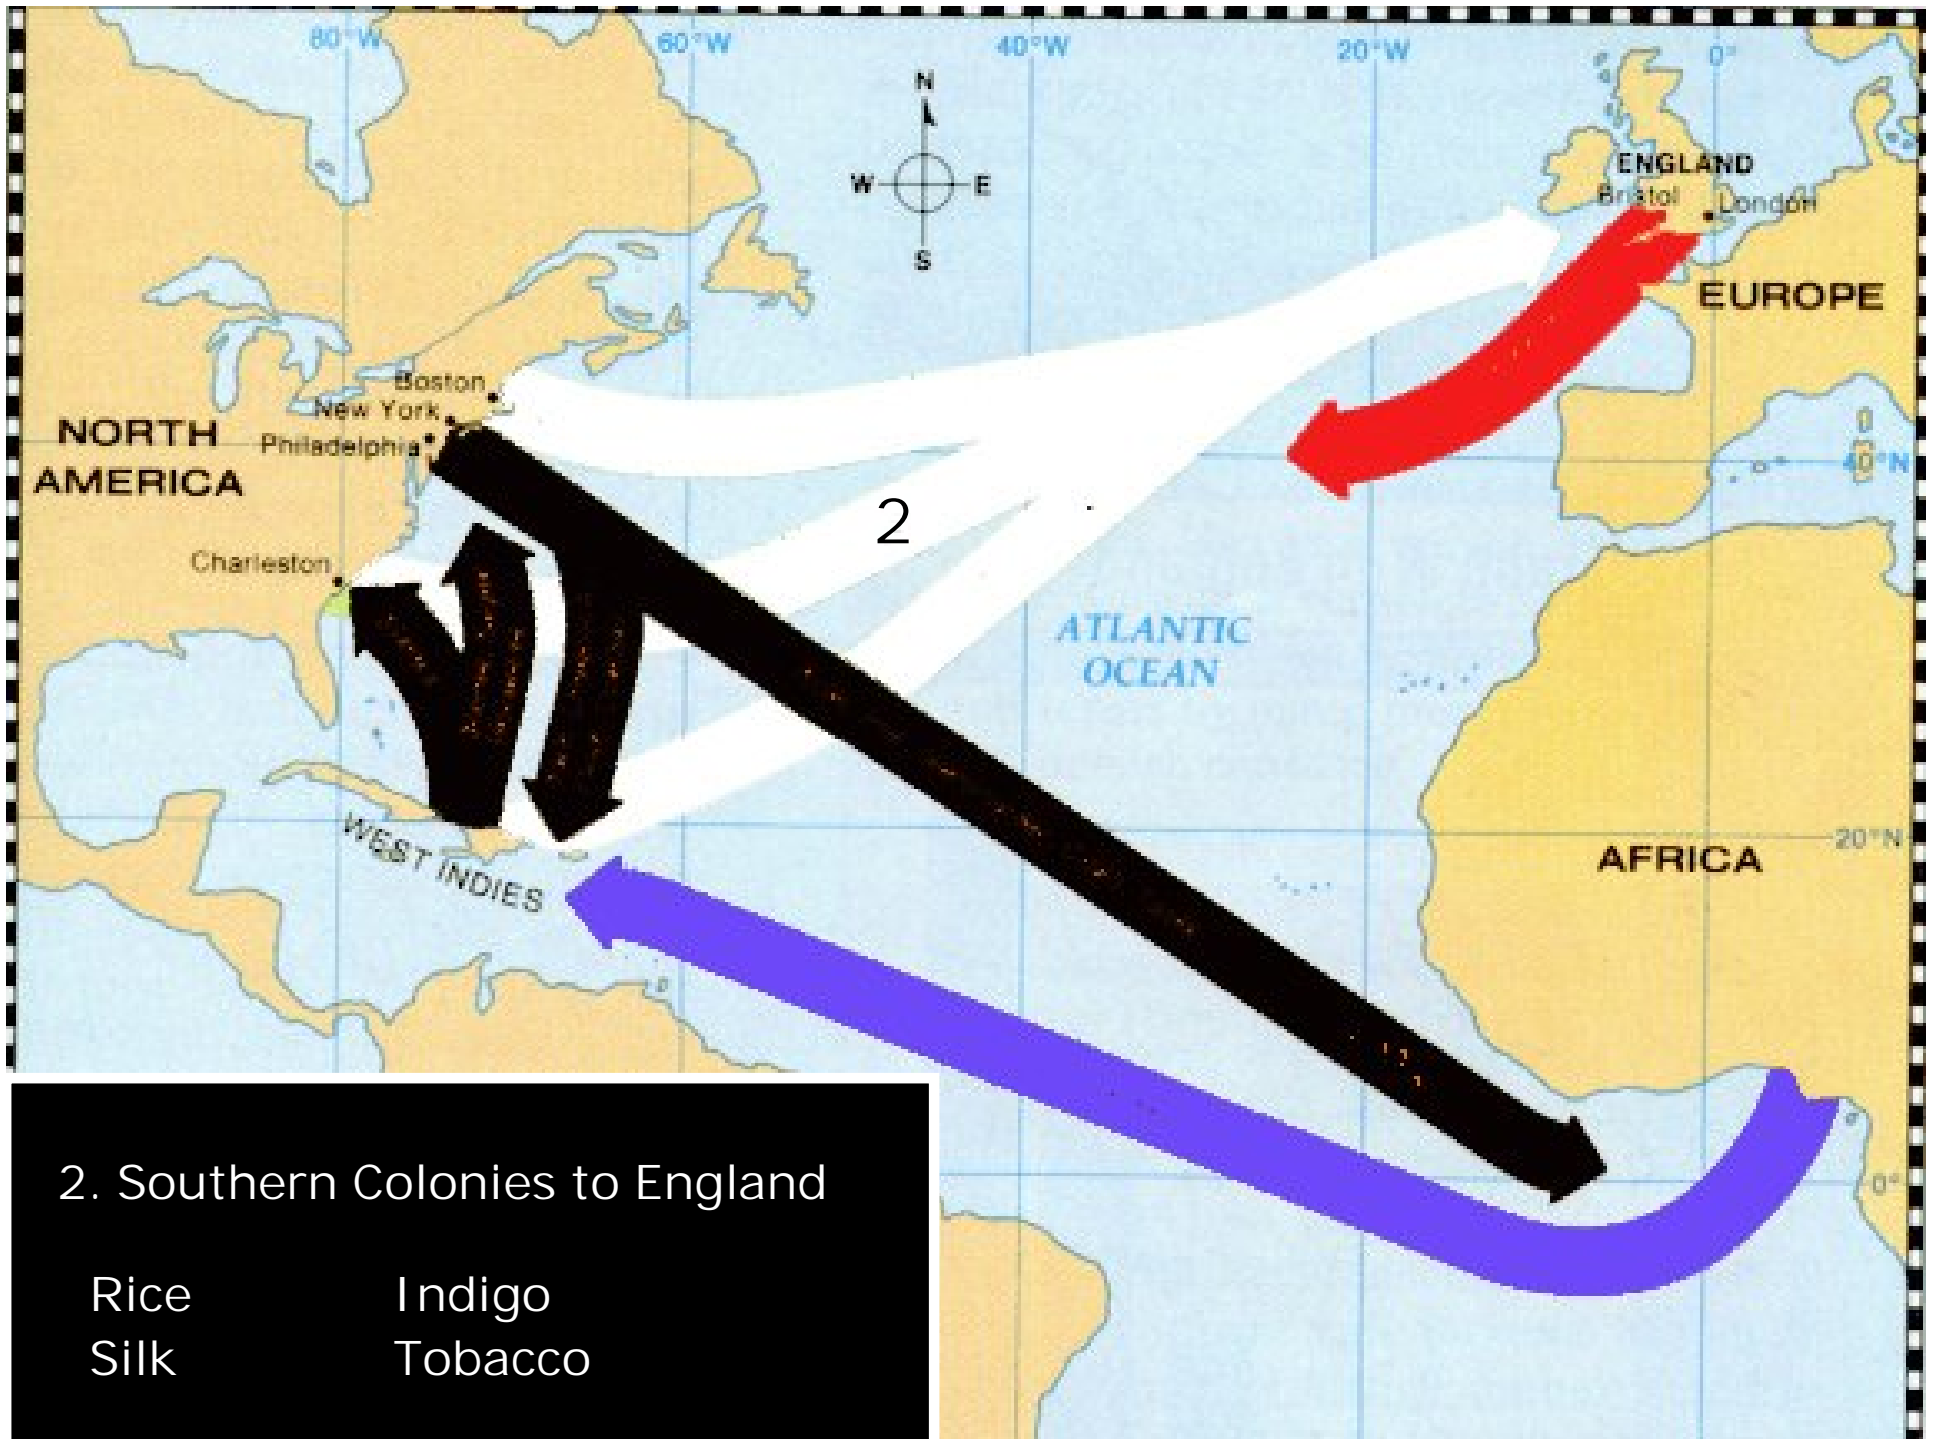 80°W 60°W 40°W 20°W 0°
N
W E
S
ENGLAND
Bristol London
EUROPE
Boston
New York
Philadelphia
NORTH
AMERICA
40°N
2
Charleston
ATLANTIC
OCEAN
WEST INDIES
20°N
AFRICA
0°
2. Southern Colonies to England
Rice Indigo
Silk Tobacco